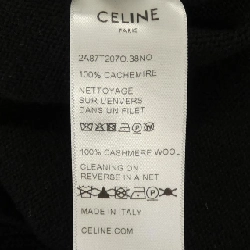 CELINE
PARIS
2A87T207O.38NO
100% CACHEMIRE
NETTOYAGE
SUR L'ENVERS
DANS UN FILET
100% CASHMERE WOOL
CLEANING ON
REVERSE IN A NET
MADE IN ITALY
CELINE.COM